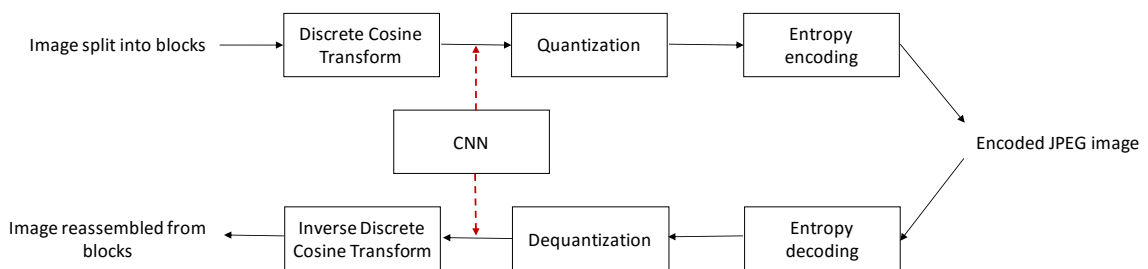 Image split into blocks
Discrete Cosine
Transform
Quantization
Entropy
encoding
CNN
Encoded JPEG image
Image reassembled from
blocks
Inverse Discrete
Cosine Transform
Dequantization
Entropy
decoding